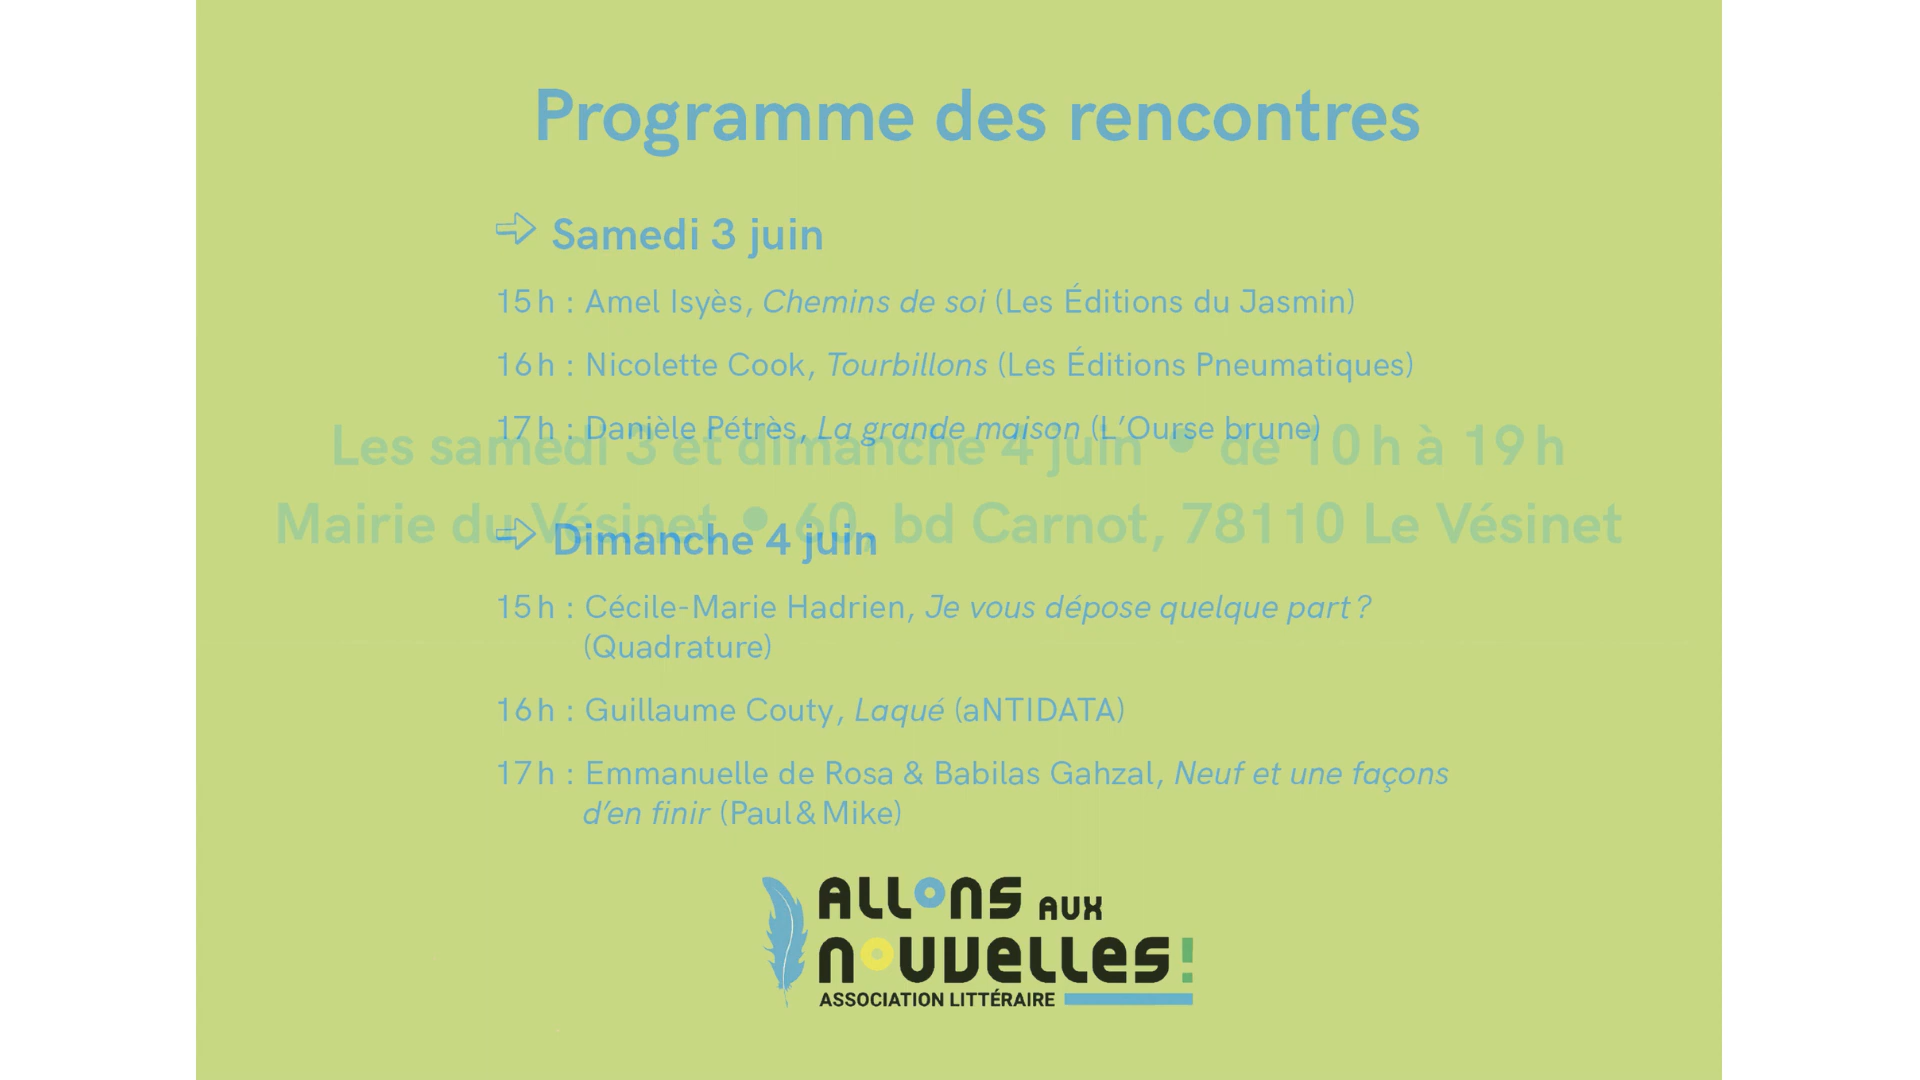 Programme des rencontres
Samedi 3 juin
15 h : Amel Isyès, Chemins de soi (Les Éditions du Jasmin)
16 h : Nicolette Cook, Tourbillons (Les Éditions Pneumatiques)
17 h : Danièle Pétrès, La grande maison (L’Ourse brune)
Les samedi 3 et dimanche 4 juin • de 10 h à 19 h
Mairie du Vésinet • 60, bd Carnot, 78110 Le Vésinet
Dimanche 4 juin
15 h : Cécile-Marie Hadrien, Je vous dépose quelque part ?
(Quadrature)
16 h : Guillaume Couty, Laqué (aNTIDATA)
17 h : Emmanuelle de Rosa & Babilas Gahzal, Neuf et une façons
d’en finir (Paul & Mike)
ALLONS AUX
NOUVELLES !
ASSOCIATION LITTÉRAIRE